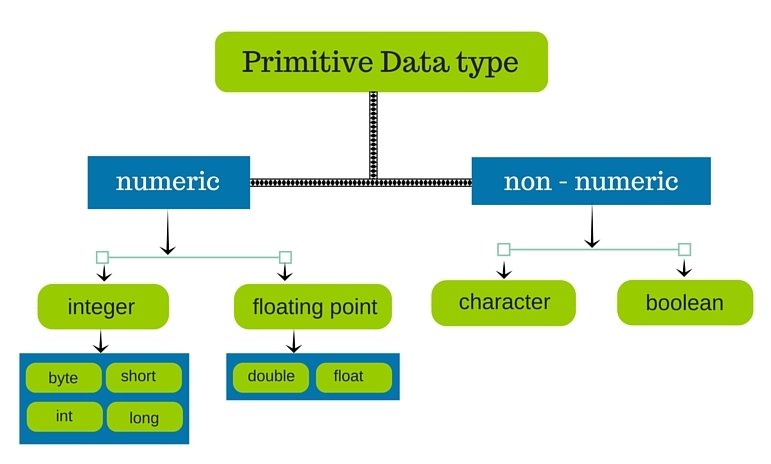 Primitive Data type
numeric
non - numeric
integer
floating point
character
boolean
byte
short
int
long
double
float